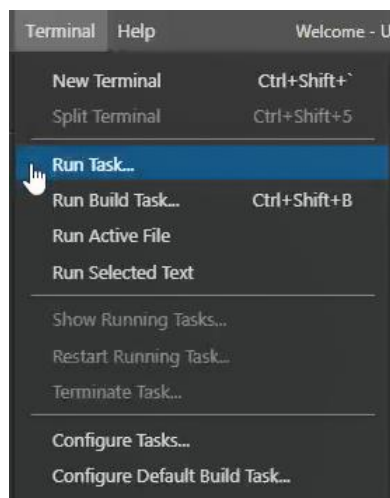 Terminal Help Welcome - U
New Terminal Ctrl+Shift+`
Split Terminal Ctrl+Shift+5
Run Task...
Run Build Task... Ctrl+Shift+B
Run Active File
Run Selected Text
Show Running Tasks...
Restart Running Task...
Terminate Task...
Configure Tasks...
Configure Default Build Task...